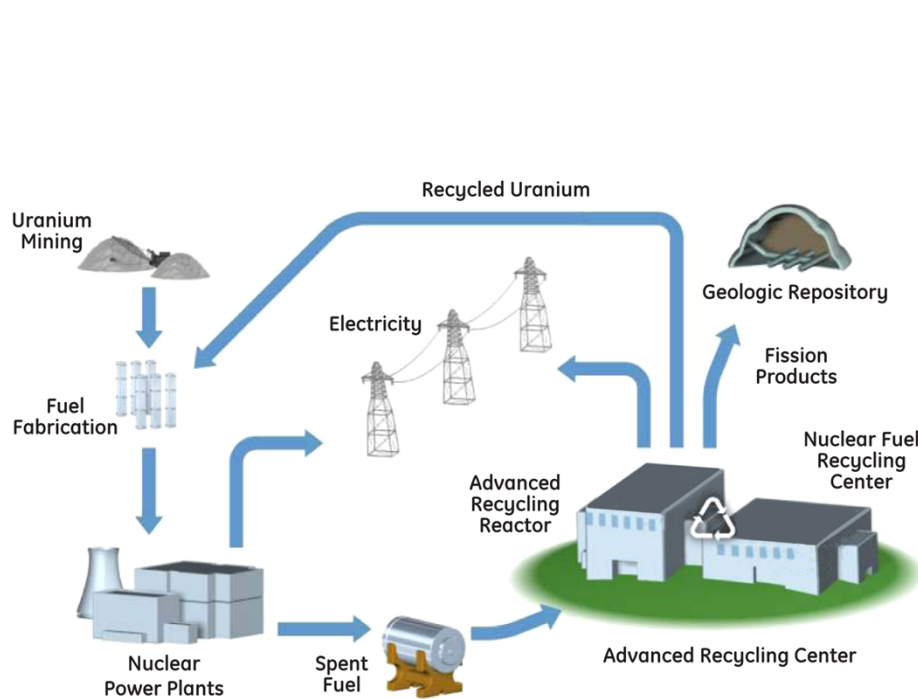 Recycled Uranium
Uranium
Mining
Geologic Repository
Electricity
Fission
Products
Fuel
Fabrication
Nuclear Fuel
Recycling
Center
Advanced
Recycling
Reactor
Nuclear
Power Plants
Spent
Fuel
Advanced Recycling Center